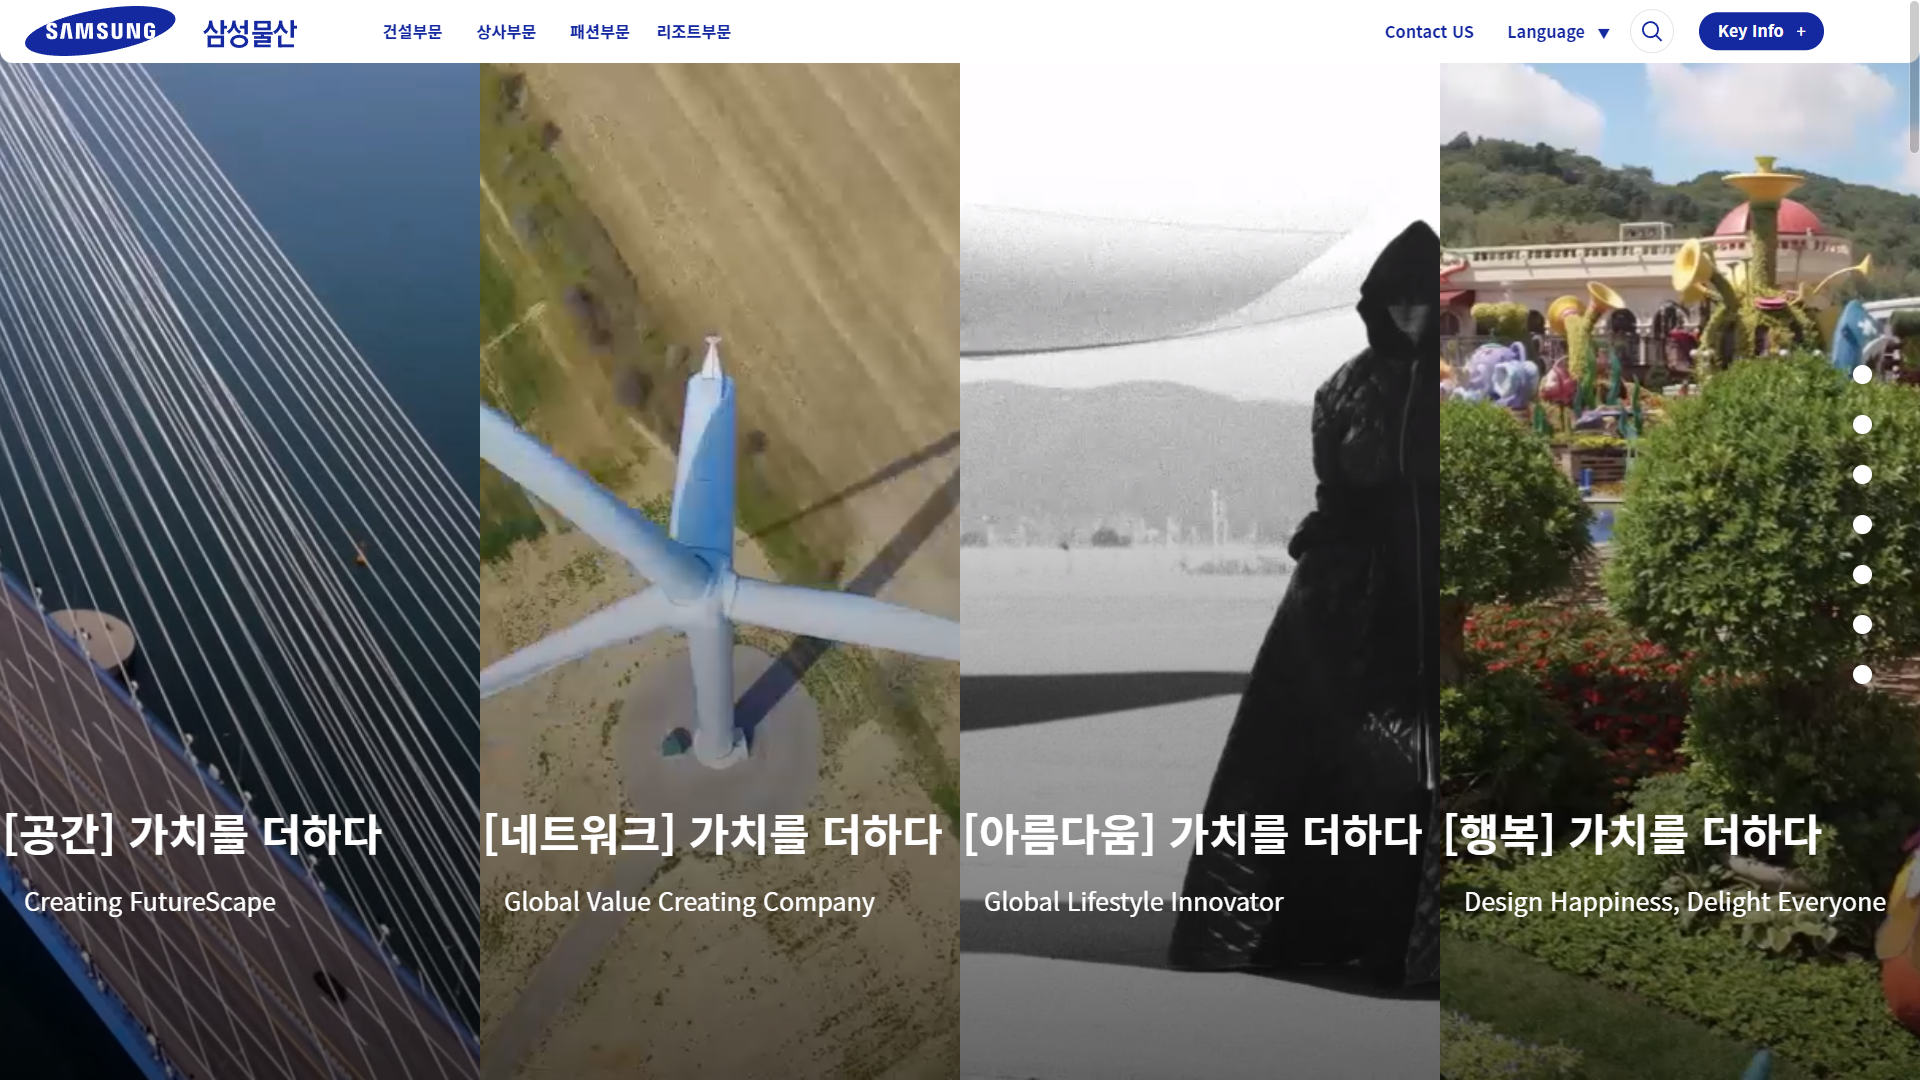 SAMSUNG 삼성물산
건설부문 상사부문 패션부문 리조트부문
Contact US Language ▼
Key Info +
[공간] 가치를 더하다
Creating FutureScape
[네트워크] 가치를 더하다
Global Value Creating Company
[아름다움] 가치를 더하다
Global Lifestyle Innovator
[행복] 가치를 더하다
Design Happiness, Delight Everyone